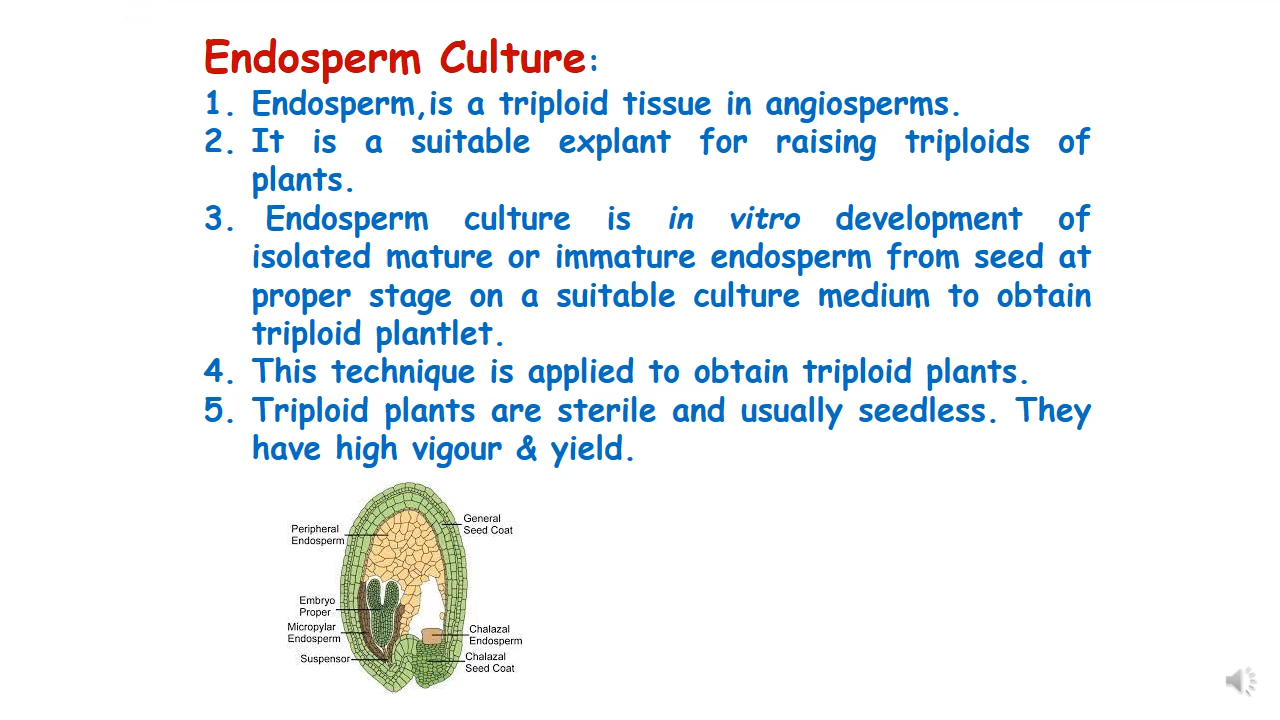 Endosperm Culture:
1. Endosperm,is a triploid tissue in angiosperms.
2. It is a suitable explant for raising triploids of
plants.
3. Endosperm culture is in vitro development of
isolated mature or immature endosperm from seed at
proper stage on a suitable culture medium to obtain
triploid plantlet.
4. This technique is applied to obtain triploid plants.
5. Triploid plants are sterile and usually seedless. They
have high vigour & yield.
Peripheral
Endosperm
General
Seed Coat
Embryo
Proper
Micropylar
Endosperm
Suspensor
Chalazal
Endosperm
Chalazal
Seed Coat